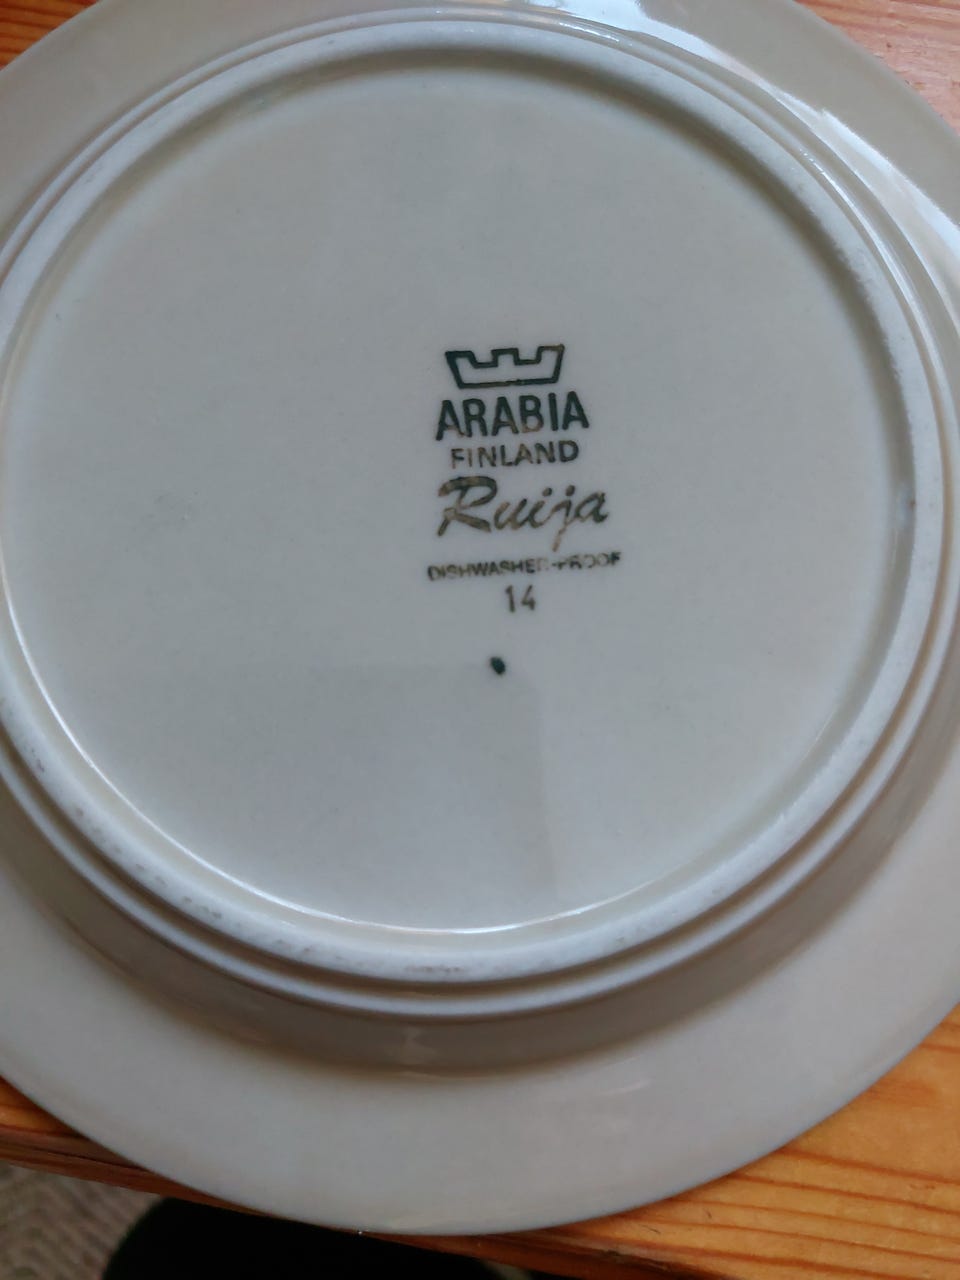 ARABIA
FINLAND
Ruija
DISHWASHER-PROOF
14